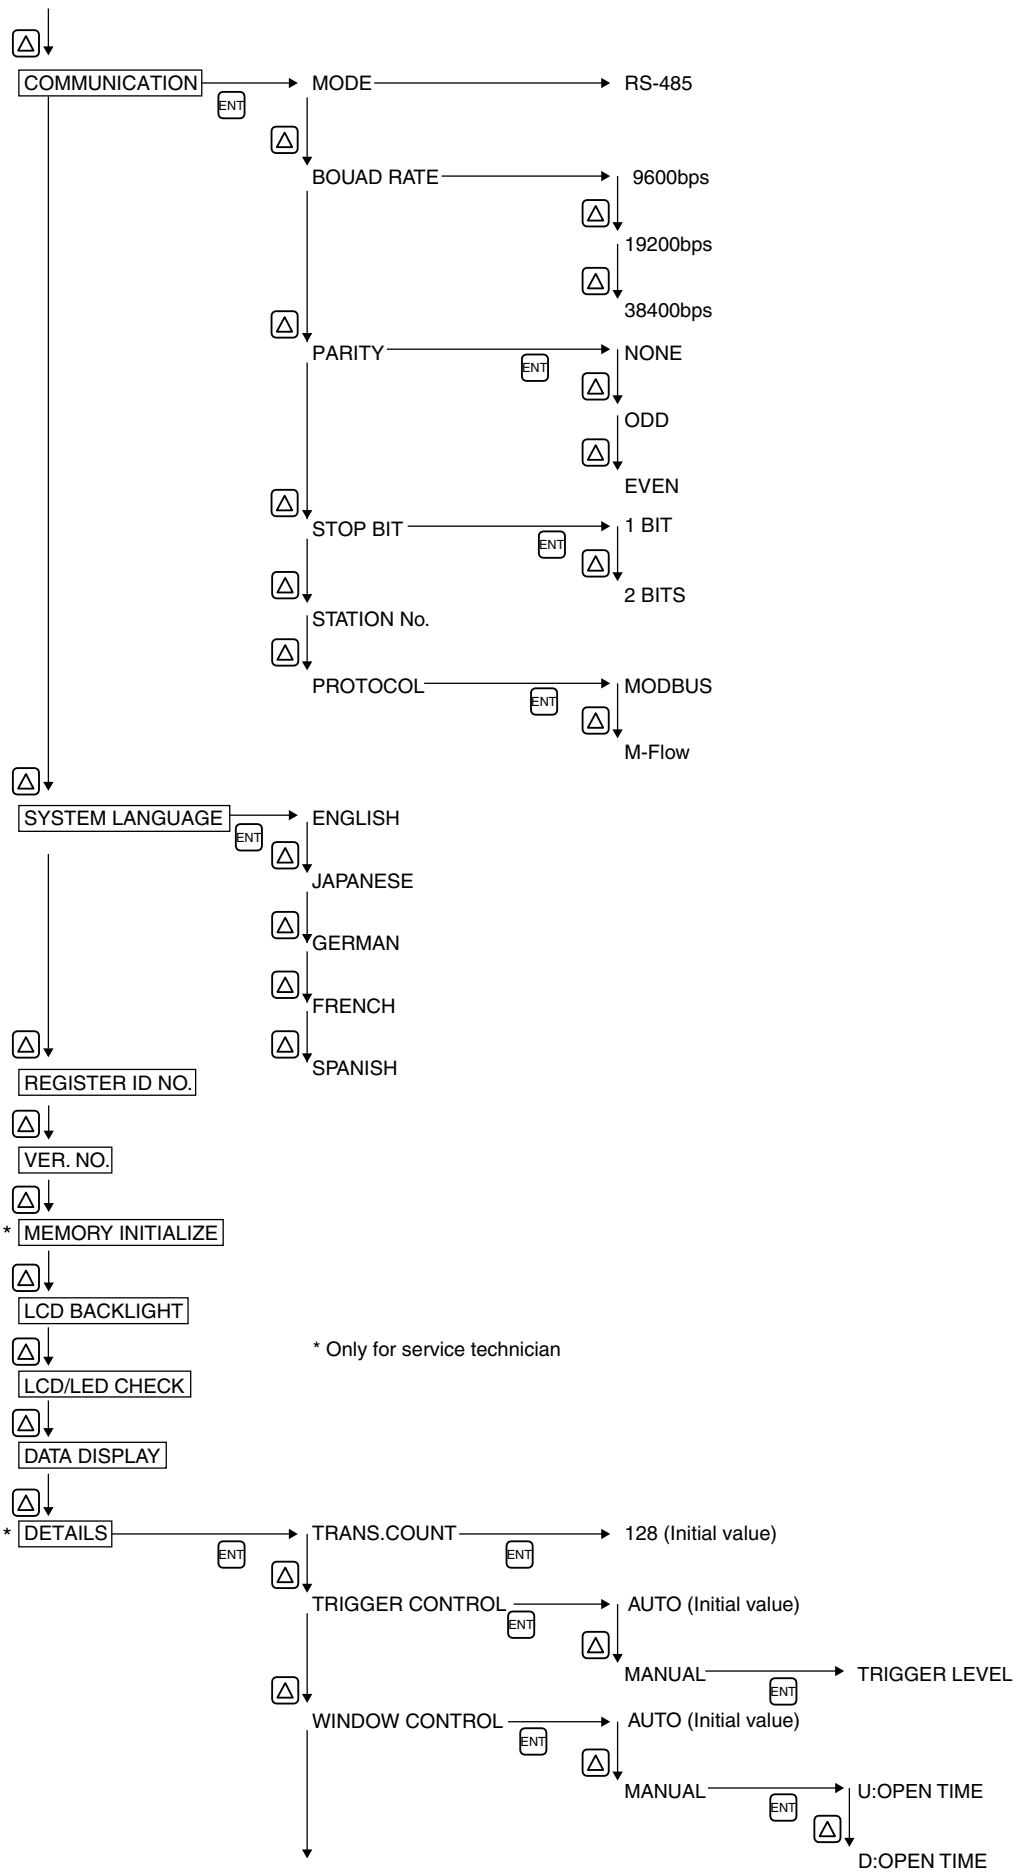 COMMUNICATION ENT MODE RS-485
BOUAD RATE 9600bps
19200bps
38400bps
PARITY ENT NONE
ODD
EVEN
STOP BIT ENT 1 BIT
2 BITS
STATION No.
PROTOCOL ENT MODBUS
M-Flow
SYSTEM LANGUAGE ENT ENGLISH
JAPANESE
GERMAN
FRENCH
SPANISH
REGISTER ID NO.
VER. NO.
* MEMORY INITIALIZE
LCD BACKLIGHT
* Only for service technician
LCD/LED CHECK
DATA DISPLAY
* DETAILS ENT TRANS.COUNT ENT 128 (Initial value)
TRIGGER CONTROL ENT AUTO (Initial value)
MANUAL ENT TRIGGER LEVEL
WINDOW CONTROL ENT AUTO (Initial value)
MANUAL ENT U:OPEN TIME
D:OPEN TIME